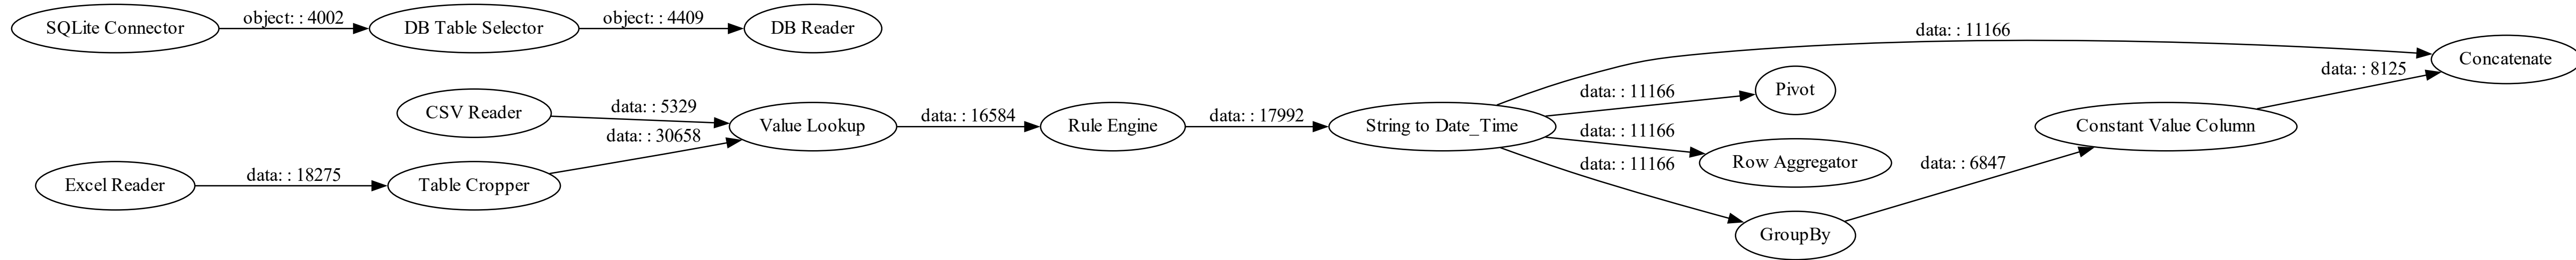 SQLite Connector
object: : 4002
DB Table Selector
object: : 4409
DB Reader
CSV Reader
data: : 5329
Excel Reader
data: : 18275
Table Cropper
data: : 30658
Value Lookup
data: : 16584
Rule Engine
data: : 17992
String to Date_Time
data: : 11166
data: : 11166
Pivot
data: : 11166
Row Aggregator
data: : 11166
GroupBy
data: : 6847
Constant Value Column
data: : 8125
Concatenate